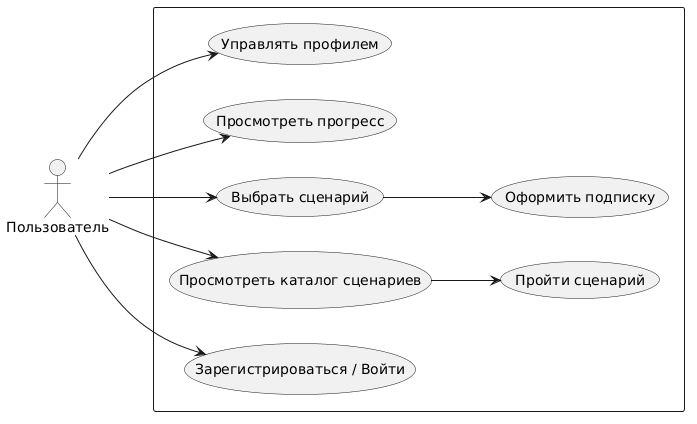 Управлять профилем
Просмотреть прогресс
Пользователь
Выбрать сценарий
Оформить подписку
Просмотреть каталог сценариев
Пройти сценарий
Зарегистрироваться / Войти